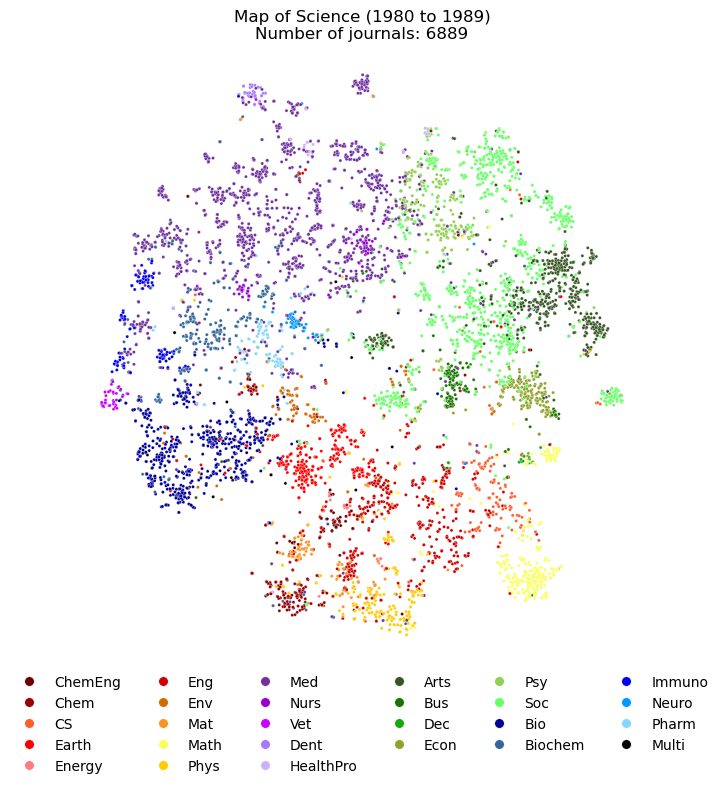 Map of Science (1980 to 1989)
Number of journals: 6889
ChemEng
Chem
CS
Earth
Energy
Eng
Env
Mat
Math
Phys
Med
Nurs
Vet
Dent
HealthPro
Arts
Bus
Dec
Econ
Psy
Soc
Bio
Biochem
Immuno
Neuro
Pharm
Multi